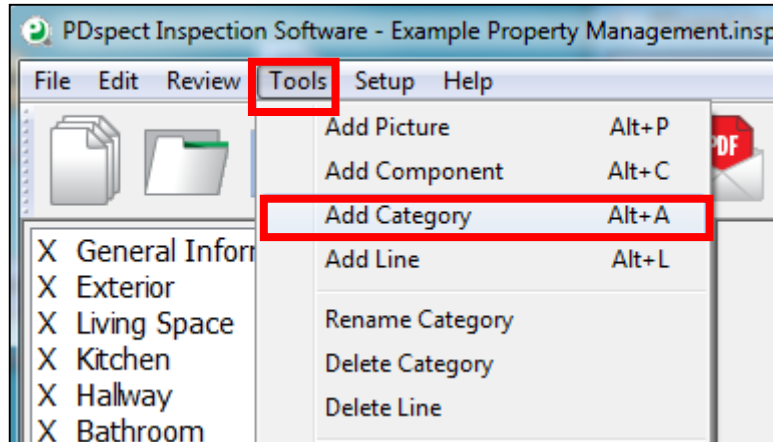 PDspect Inspection Software - Example Property Management.insp
File Edit Review Tools Setup Help
Add Picture Alt+P
PDF
Add Component Alt+C
Add Category Alt+A
Add Line Alt+L
Rename Category
Delete Category
Delete Line
X General Inforr
X Exterior
X Living Space
X Kitchen
X Hallway
X Bathroom